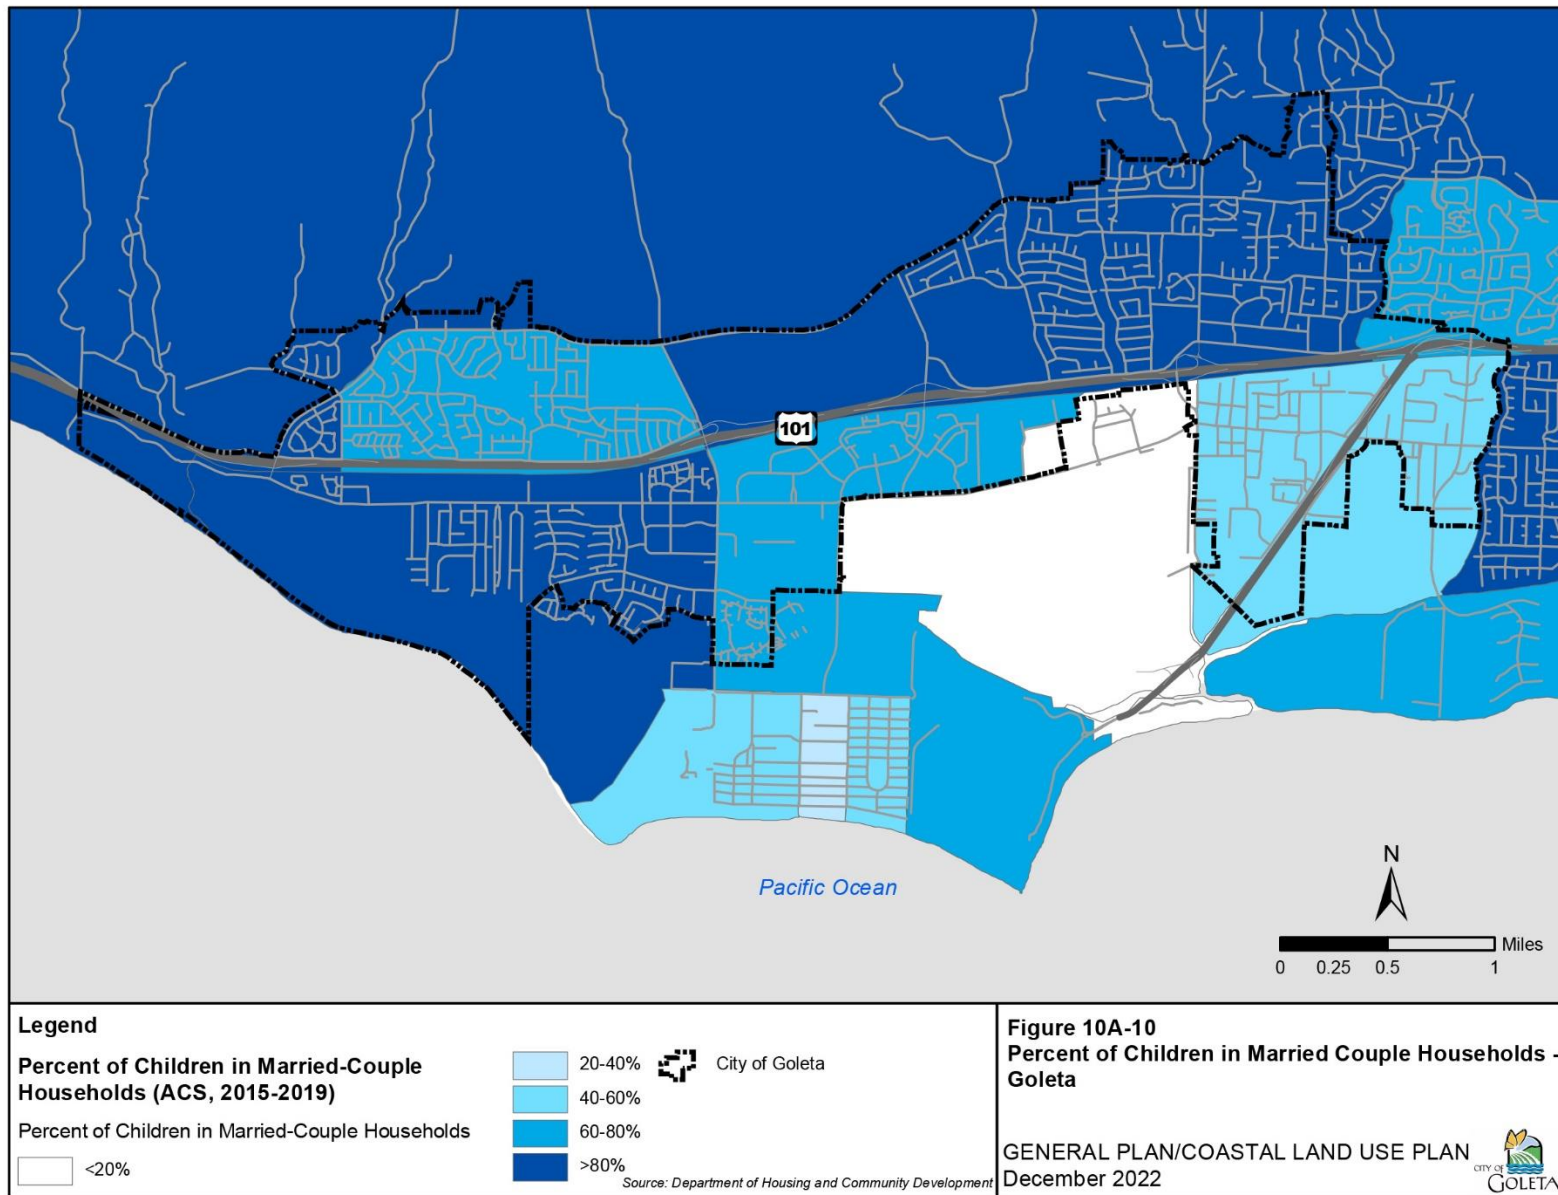 101
Pacific Ocean
N
Miles
0 0.25 0.5 1
Legend
Percent of Children in Married-Couple
Households (ACS, 2015-2019)
Percent of Children in Married-Couple Households
<20%
20-40%
40-60%
60-80%
>80%
City of Goleta
Source: Department of Housing and Community Development
Figure 10A-10
Percent of Children in Married Couple Households -
Goleta
GENERAL PLAN/COASTAL LAND USE PLAN
December 2022
CITY OF
GOLETA